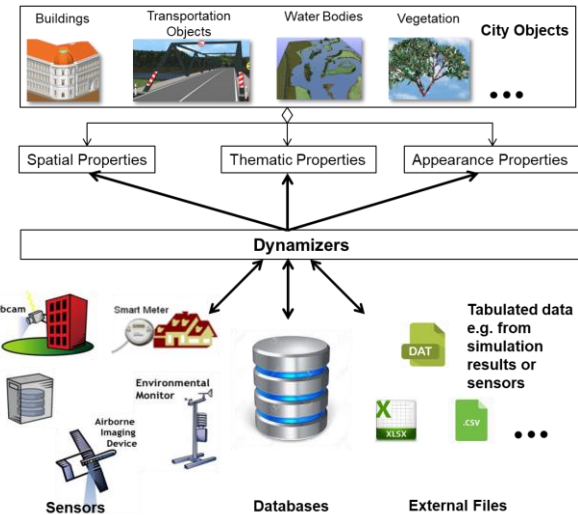 Buildings
Transportation
Objects
Water Bodies
Vegetation
City Objects
Spatial Properties
Thematic Properties
Appearance Properties
Dynamizers
bcam
Smart Meter
Environmental
Monitor
Airborne
Imaging
Device
Sensors
Databases
DAT
Tabulated data
e.g. from
simulation
results or
sensors
X
XLSX
.CSV
External Files